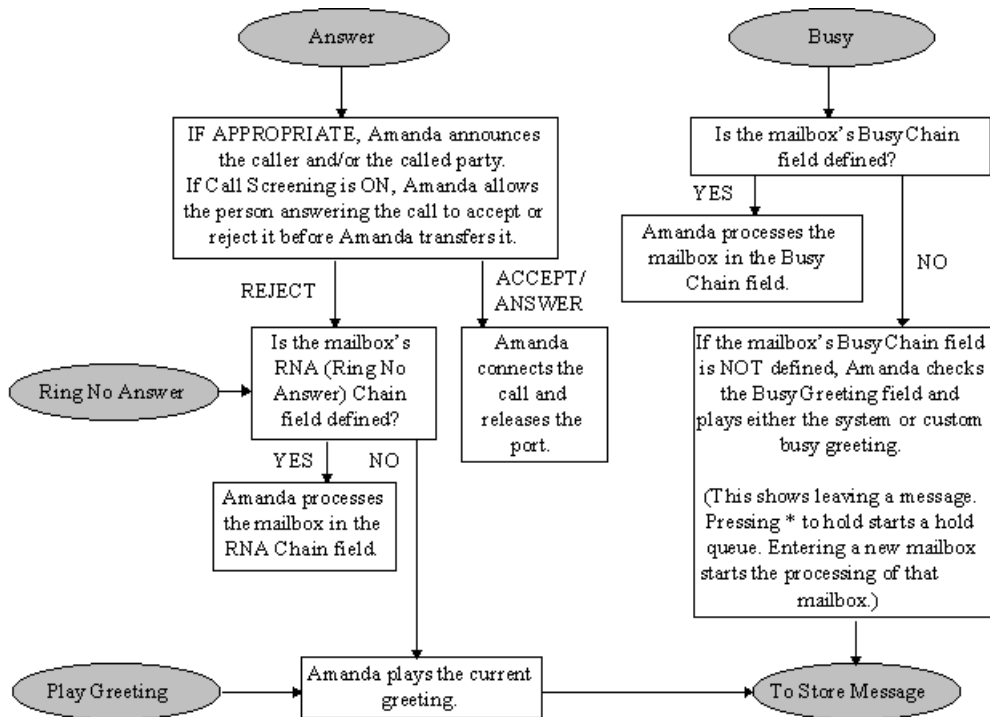 Answer
Busy
IF APPROPRIATE, Amanda announces
the caller and/or the called party.
If Call Screening is ON, Amanda allows
the person answering the call to accept or
reject it before Amanda transfers it.
Is the mailbox's Busy Chain
field defined?
YES
NO
Amanda processes the
mailbox in the Busy
Chain field.
REJECT
ACCEPT/
ANSWER
Ring No Answer
Is the mailbox's
RNA (Ring No
Answer) Chain
field defined?
Amanda
connects the
call and
releases the
port.
If the mailbox's Busy Chain field
is NOT defined, Amanda checks
the Busy Greeting field and
plays either the system or custom
busy greeting.
(This shows leaving a message.
Pressing * to hold starts a hold
queue. Entering a new mailbox
starts the processing of that
mailbox.)
YES
NO
Amanda processes
the mailbox in the
RNA Chain field.
Play Greeting
Amanda plays the current
greeting.
To Store Message